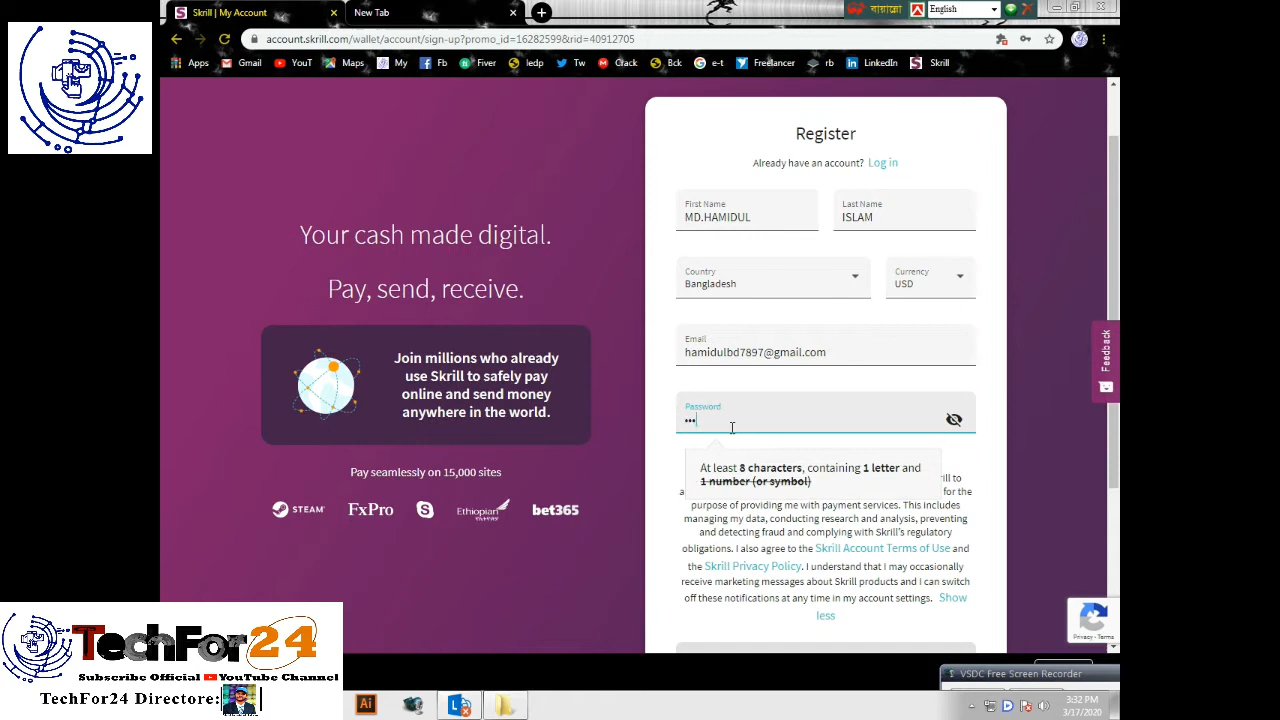 Skrill | My Account
New Tab
বায়ান্নো
English
account.skrill.com/wallet/account/sign-up?promo_id=16282599&rid=40912705
Apps Gmail YouT Maps My Fb Fiver ledp Tw Clack Bck e-t Freelancer rb LinkedIn Skrill
Register
Already have an account? Log in
First Name
MD.HAMIDUL
Last Name
ISLAM
Your cash made digital.
Pay, send, receive.
Country
Bangladesh
Currency
USD
Email
hamidulbd7897@gmail.com
Join millions who already
use Skrill to safely pay
online and send money
anywhere in the world.
Password
•••
At least 8 characters, containing 1 letter and
1 number (or symbol)
Pay seamlessly on 15,000 sites
STEAM FxPro Ethiopian bet365
rill to
a for the
purpose of providing me with payment services. This includes
managing my data, conducting research and analysis, preventing
and detecting fraud and complying with Skrill's regulatory
obligations. I also agree to the Skrill Account Terms of Use and
the Skrill Privacy Policy. I understand that I may occasionally
receive marketing messages about Skrill products and I can switch
off these notifications at any time in my account settings. Show
less
Feedback
Privacy - Terms
TechFor24
Subscribe Official YouTube Channel
TechFor24 Directore:
Ai
VSDC Free Screen Recorder
3:32 PM
3/17/2020